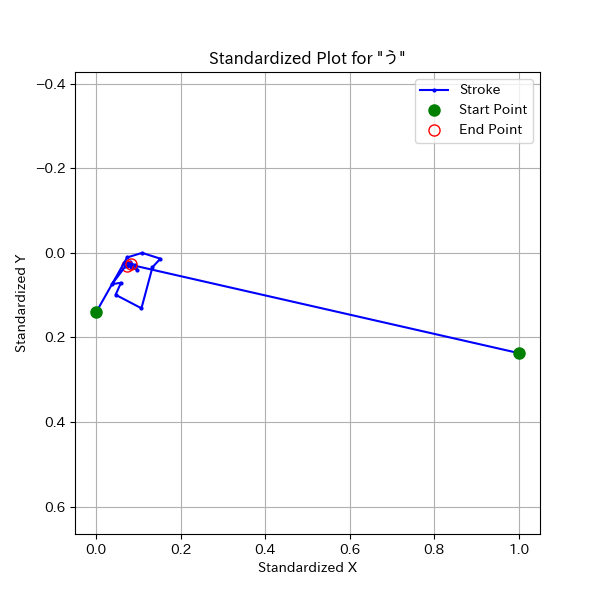 Standardized Plot for "う"
Stroke
Start Point
End Point
Standardized Y
−0.4
−0.2
0.0
0.2
0.4
0.6
0.0 0.2 0.4 0.6 0.8 1.0
Standardized X